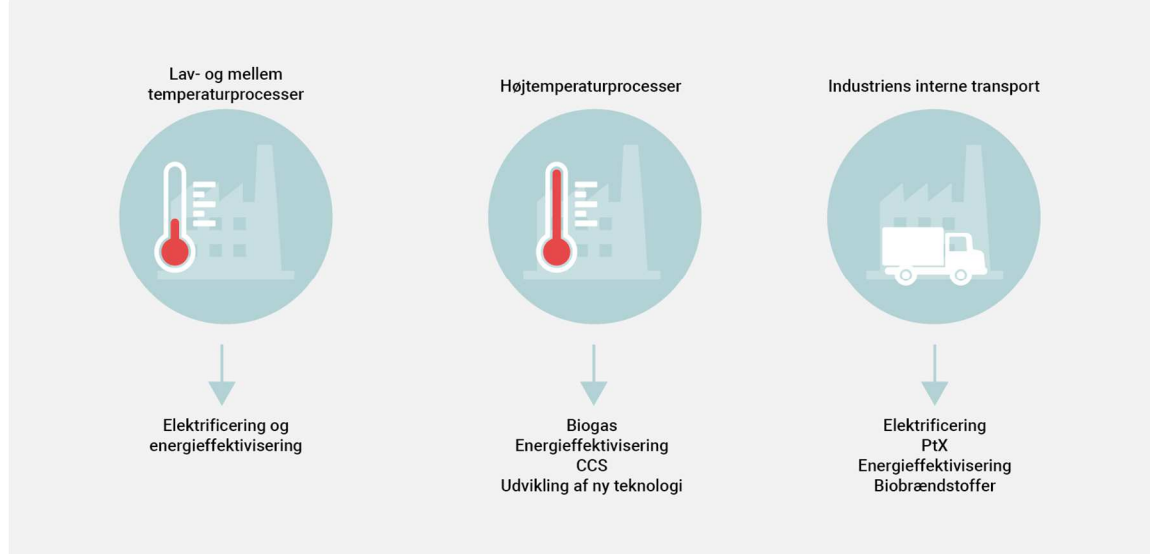 Lav- og mellem
temperaturprocesser
Højtemperaturprocesser
Industriens interne transport
Elektrificering og
energieffektivisering
Biogas
Energieffektivisering
CCS
Udvikling af ny teknologi
Elektrificering
PtX
Energieffektivisering
Biobrændstoffer